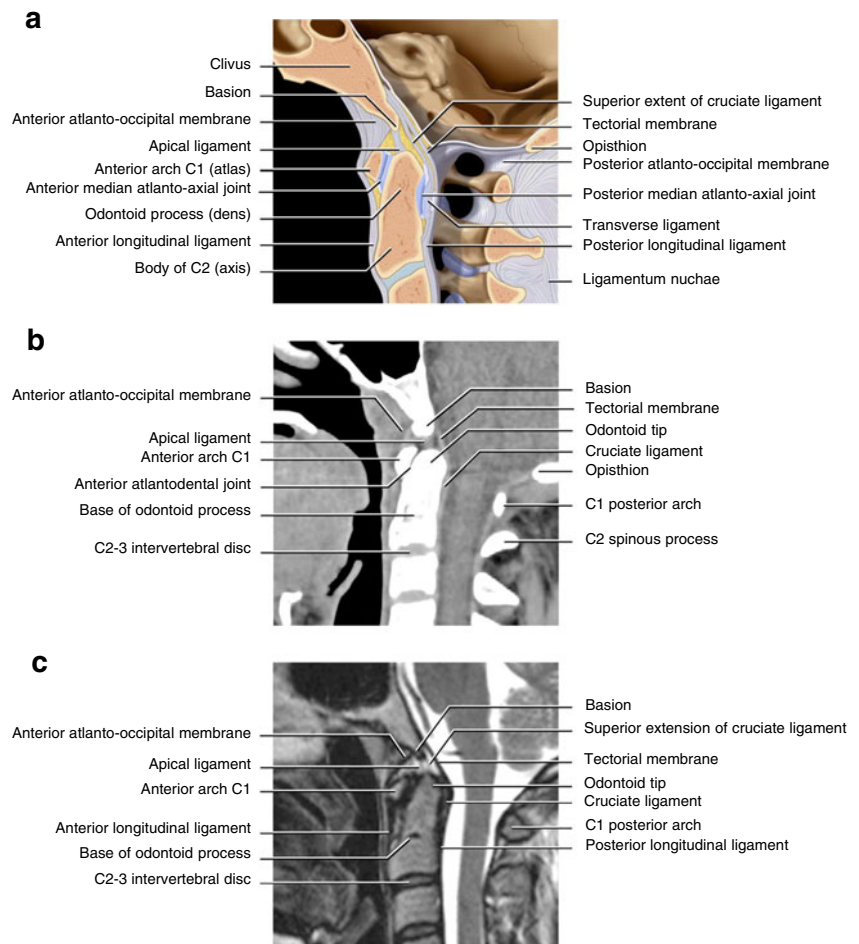 a
Clivus
Basion
Anterior atlanto-occipital membrane
Apical ligament
Anterior arch C1 (atlas)
Anterior median atlanto-axial joint
Odontoid process (dens)
Anterior longitudinal ligament
Body of C2 (axis)
Superior extent of cruciate ligament
Tectorial membrane
Opisthion
Posterior atlanto-occipital membrane
Posterior median atlanto-axial joint
Transverse ligament
Posterior longitudinal ligament
Ligamentum nuchae
b
Anterior atlanto-occipital membrane
Apical ligament
Anterior arch C1
Anterior atlantodental joint
Base of odontoid process
C2-3 intervertebral disc
Basion
Tectorial membrane
Odontoid tip
Cruciate ligament
Opisthion
C1 posterior arch
C2 spinous process
c
Anterior atlanto-occipital membrane
Apical ligament
Anterior arch C1
Anterior longitudinal ligament
Base of odontoid process
C2-3 intervertebral disc
Basion
Superior extension of cruciate ligament
Tectorial membrane
Odontoid tip
Cruciate ligament
C1 posterior arch
Posterior longitudinal ligament